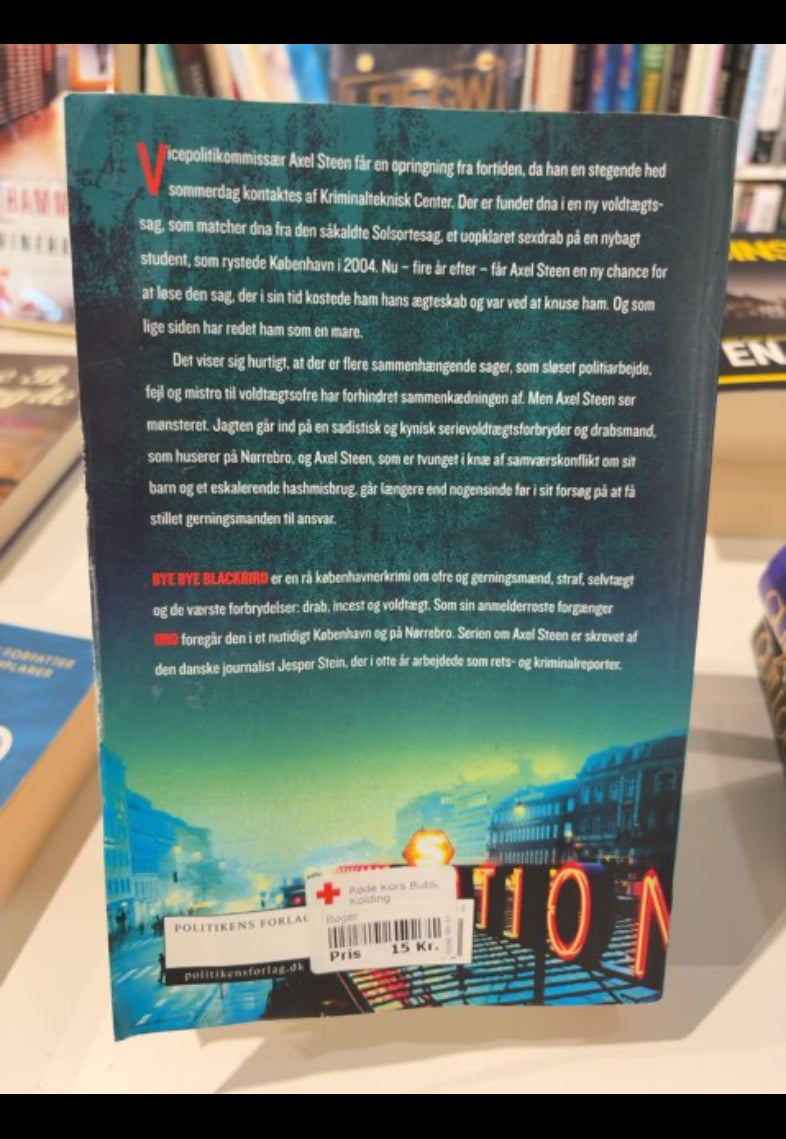 Vicepolitikommissær Axel Steen får en opringning fra fortiden, da han en stegende hed
sommerdag kontaktes af Kriminalteknisk Center. Der er fundet dna i en ny voldtægts-
sag, som matcher dna fra den såkaldte Solsortesag, et uopklaret sexdrab på en nybagt
student, som rystede København i 2004. Nu – fire år efter – får Axel Steen en ny chance for
at løse den sag, der i sin tid kostede ham hans ægteskab og var ved at knuse ham. Og som
lige siden har redet ham som en mare.
Det viser sig hurtigt, at der er flere sammenhængende sager, som sløset politiarbejde,
fejl og mistro til voldtægtsofre har forhindret sammenkædningen af. Men Axel Steen ser
mønsteret. Jagten går ind på en sadistisk og kynisk serievoldtægtsforbryder og drabsmand,
som huserer på Nørrebro, og Axel Steen, som er tvunget i knæ af samværskonflikt om sit
barn og et eskalerende hashmisbrug, går længere end nogensinde før i sit forsøg på at få
stillet gerningsmanden til ansvar.
BYE BYE BLACKBIRD er en rå københavnerkrimi om ofre og gerningsmænd, straf, selvtægt
og de værste forbrydelser: drab, incest og voldtægt. Som sin anmelderroste forgænger
URO foregår den i et nutidigt København og på Nørrebro. Serien om Axel Steen er skrevet af
den danske journalist Jesper Stein, der i otte år arbejdede som rets- og kriminalreporter.
S
TION
POLITIKENS FORLAG
politikensforlag.dk
Røde Kors Butik
Kolding
Bøger
Pris 15 Kr.
HAMM
EN